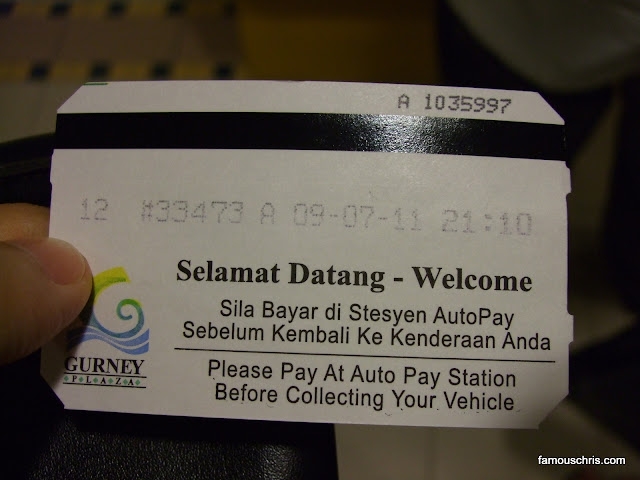 A 1035997
12 #33473 A 09-07-11 21:10
Selamat Datang - Welcome
Sila Bayar di Stesyen AutoPay
Sebelum Kembali Ke Kenderaan Anda
GURNEY
PLAZA
Please Pay At Auto Pay Station
Before Collecting Your Vehicle
famouschris.com